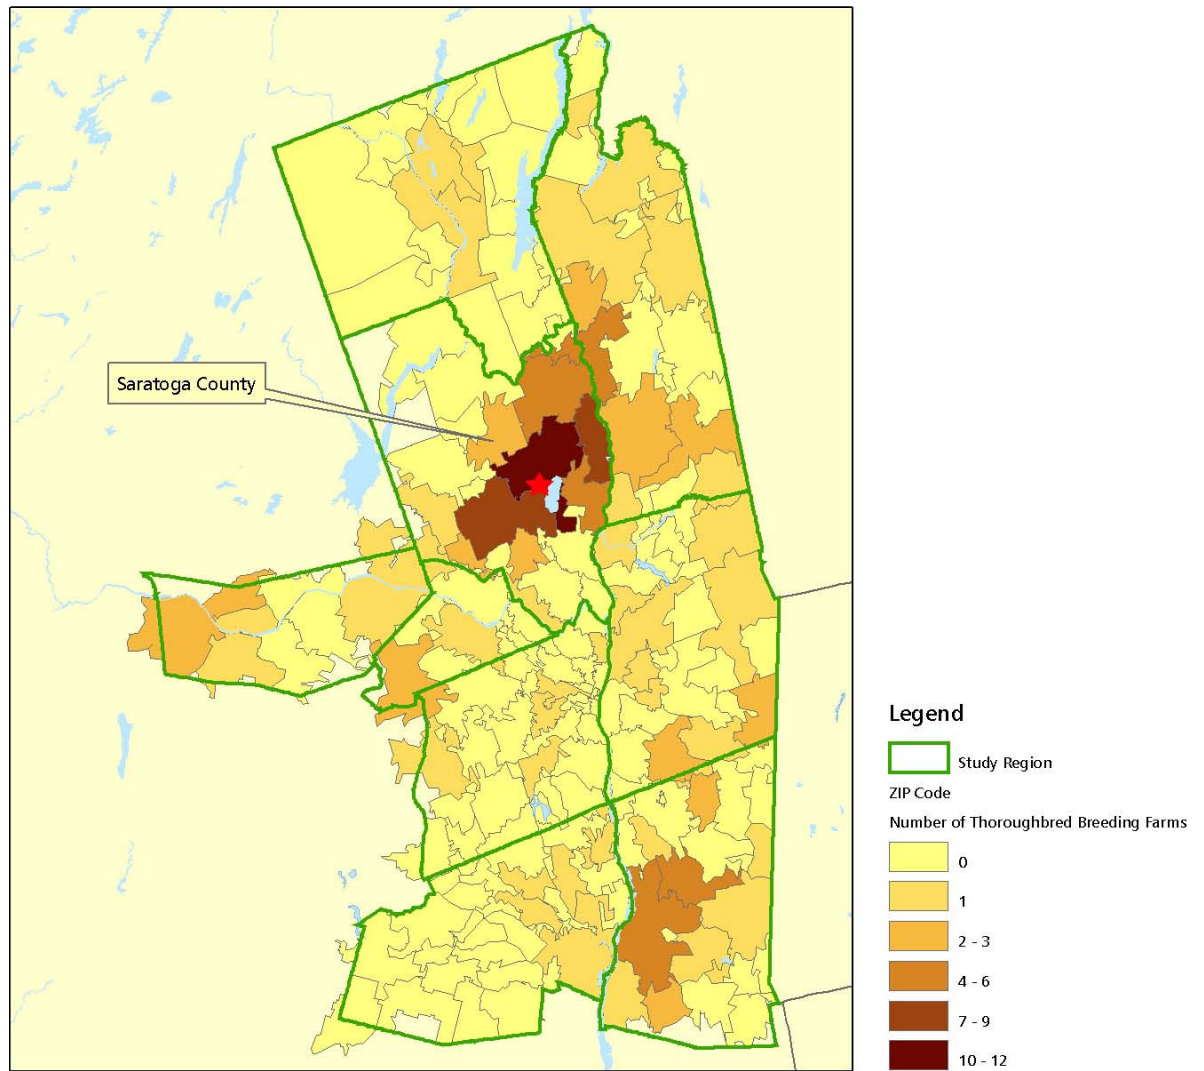 Saratoga County
Legend
Study Region
ZIP Code
Number of Thoroughbred Breeding Farms
0
1
2 - 3
4 - 6
7 - 9
10 - 12